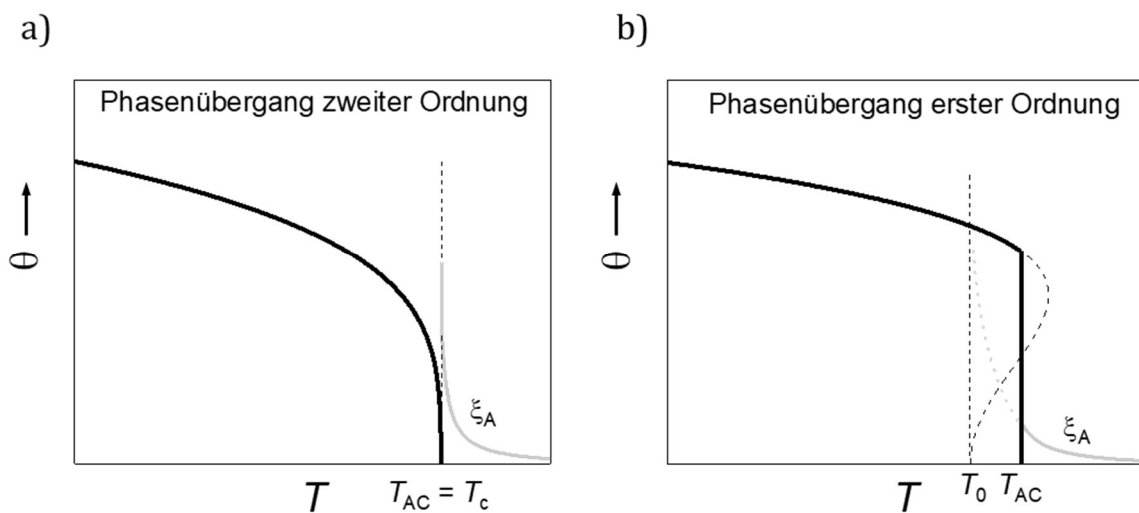 a)
Phasenübergang zweiter Ordnung
θ →
ξA
T
TAC = Tc
b)
Phasenübergang erster Ordnung
θ →
ξA
T
T0
TAC